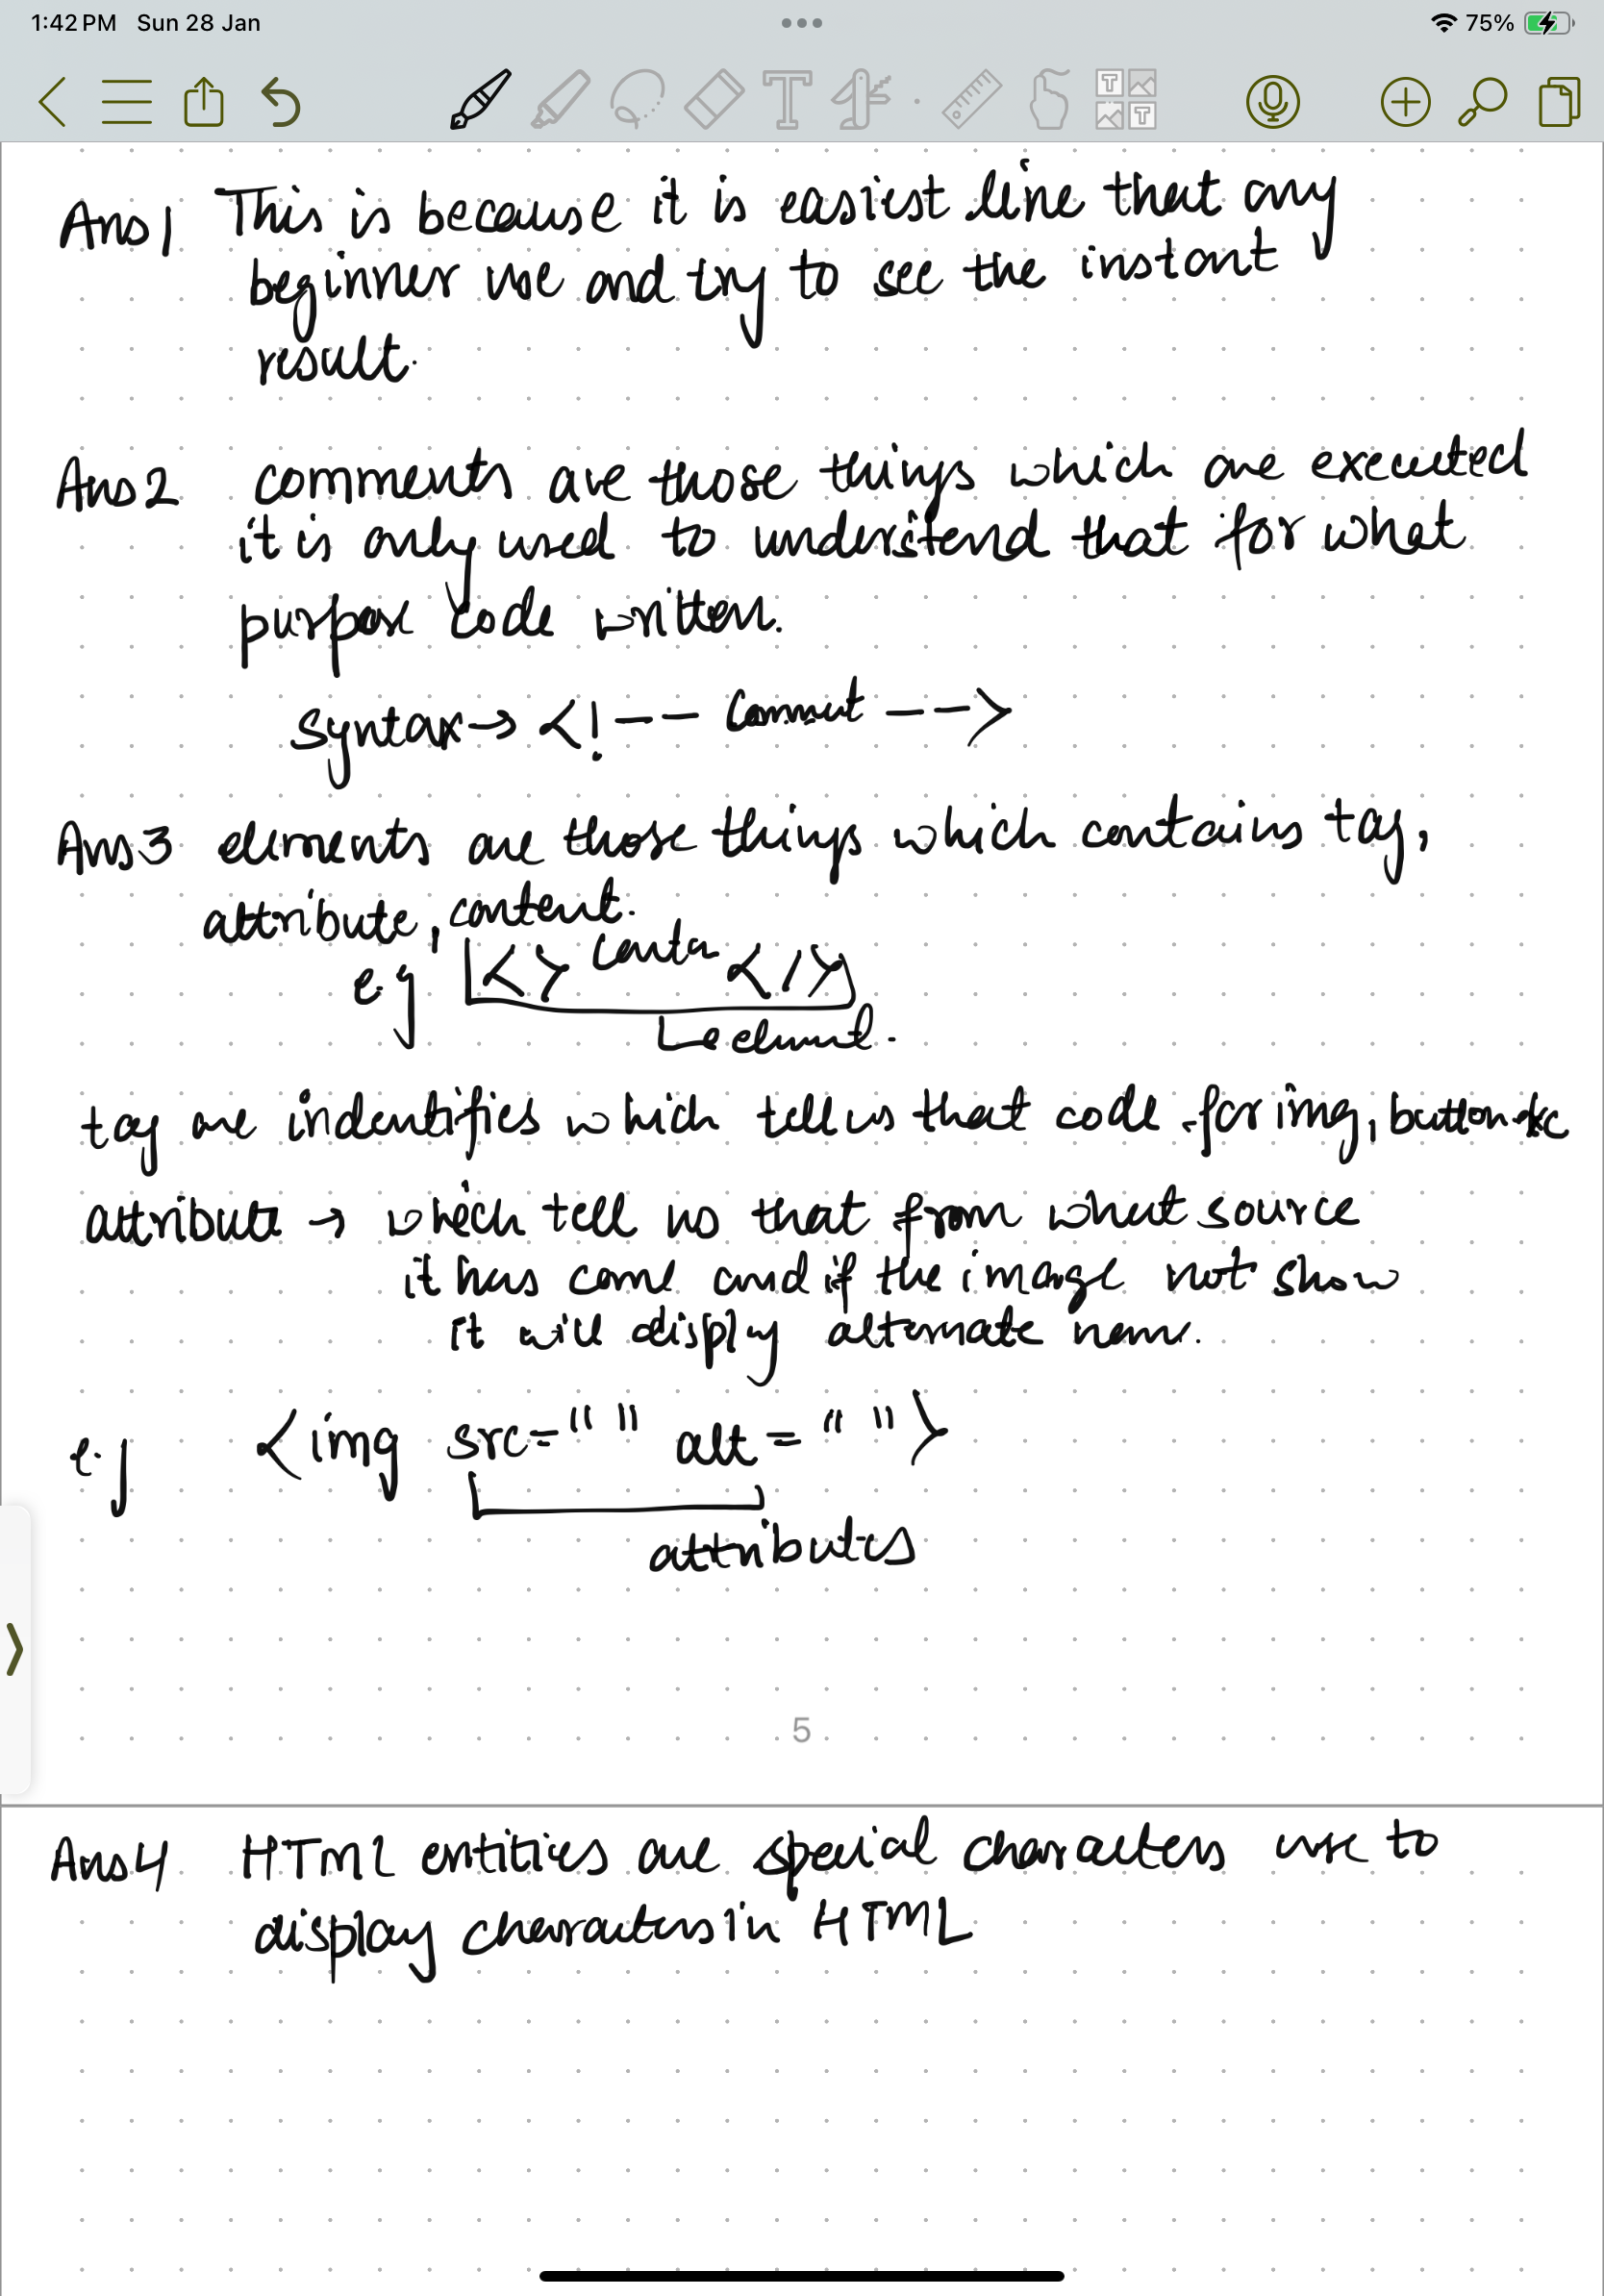 1:42 PM Sun 28 Jan
75%
Ans 1 This is because it is easiest line that any
beginner use and try to see the instant
result.
Ans 2 comments are those things which are executed
it is only used to understand that for what
purpose code written.
Syntax → <! -- Comment -->
Ans 3 elements are those things which contains tag,
attribute, content.
e.g <> </>
→ element.
tag are indentifies which tell us that code for img, button etc
attribute → which tell us that from what source
it has come and if the image not show
it will display alternate name.
e.g <img src=" " alt=" ">
attributes
5
Ans 4 HTML entities are special characters use to
display characters in HTML